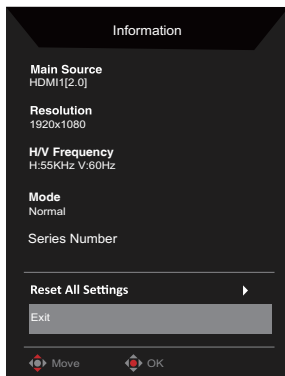 Information
Main Source
HDMI1[2.0]
Resolution
1920x1080
H/V Frequency
H:55KHz V:60Hz
Mode
Normal
Series Number
Reset All Settings
Exit
Move OK